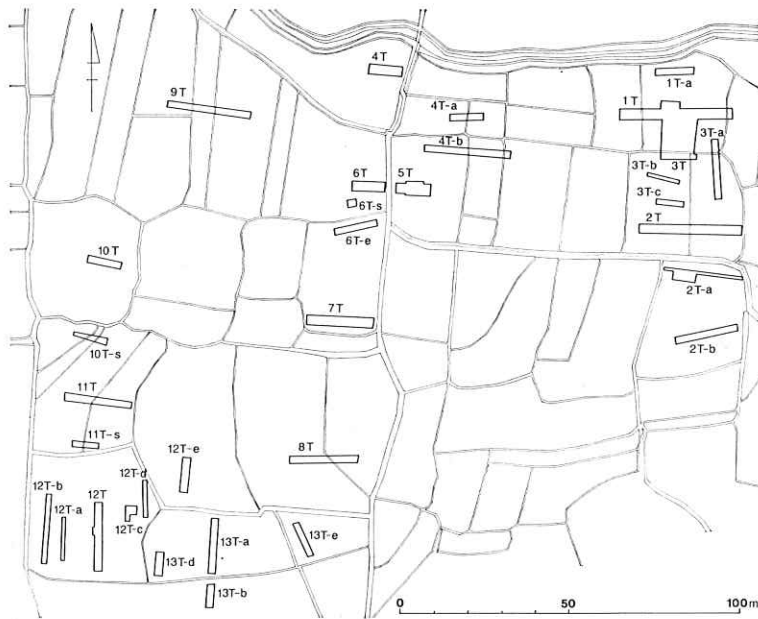 4T
1T-a
9T
4T-a
1T
3T-a
4T-b
3T-b
3T
6T
5T
3T-c
6T-s
2T
6T-e
10T
2T-a
7T
2T-b
10T-s
11T
11T-s
12T-e
8T
12T-d
12T-b
12T-a
12T
12T-c
13T-a
13T-e
13T-d
13T-b
0 50 100m